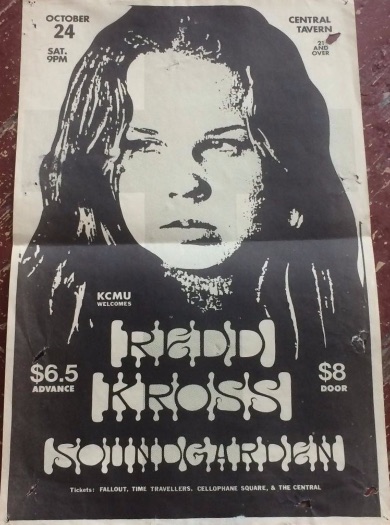 OCTOBER
24
SAT.
9PM
CENTRAL
TAVERN
21
AND
OVER
KCMU
WELCOMES
REDD
KROSS
$6.5
ADVANCE
$8
DOOR
SOUNDGARDEN
Tickets: FALLOUT, TIME TRAVELLERS, CELLOPHANE SQUARE, & THE CENTRAL